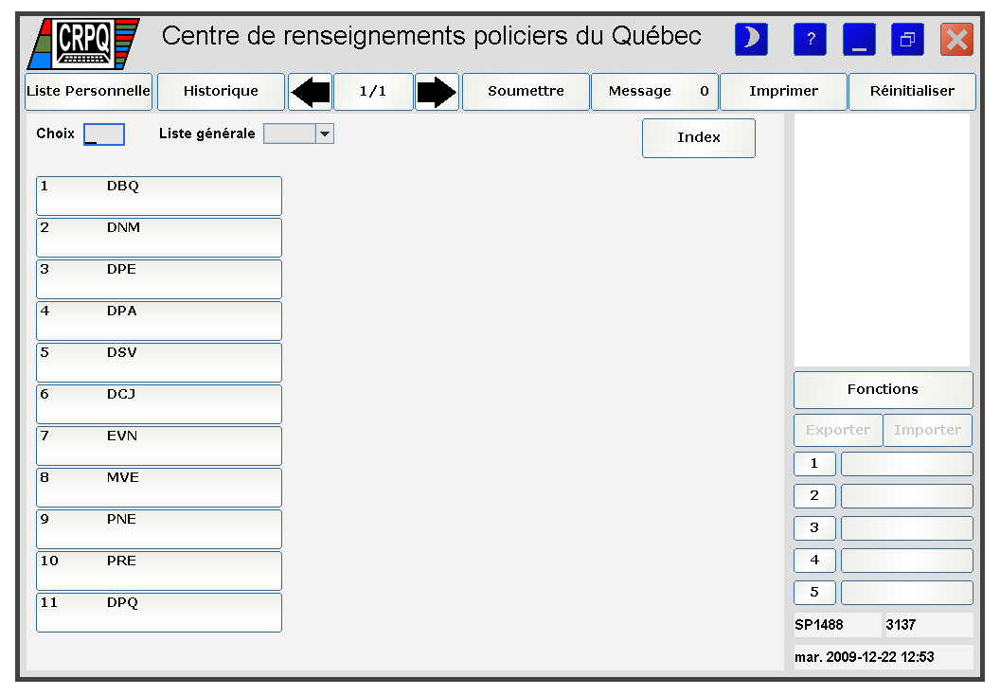 CRPQ Centre de renseignements policiers du Québec ?
Liste Personnelle Historique 1/1 Soumettre Message 0 Imprimer Réinitialiser
Choix _ Liste générale Index
1 DBQ
2 DNM
3 DPE
4 DPA
5 DSV
6 DCJ
7 EVN
8 MVE
9 PNE
10 PRE
11 DPQ
Fonctions
Exporter Importer
1
2
3
4
5
SP1488 3137
mar. 2009-12-22 12:53